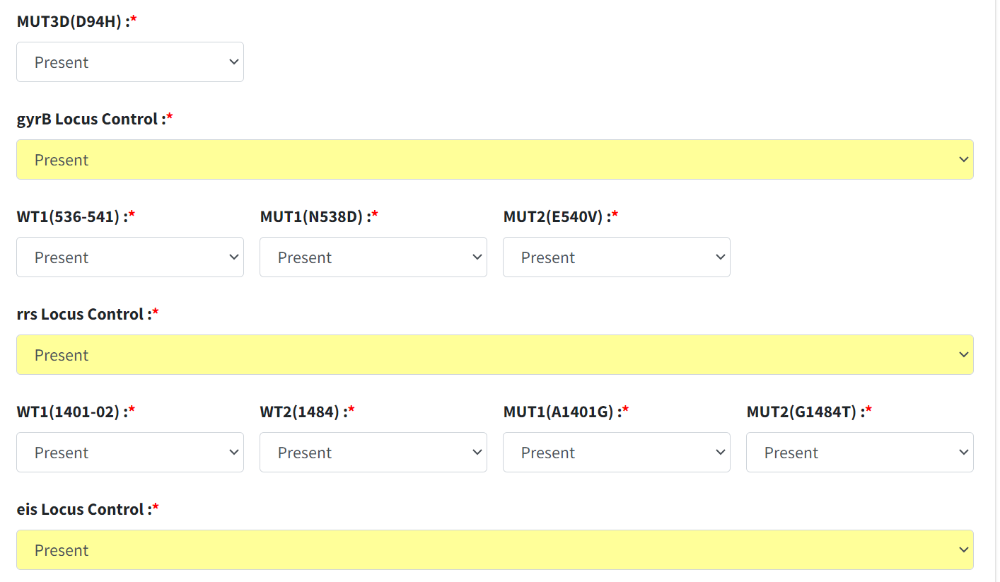 MUT3D(D94H) :*
Present
gyrB Locus Control :*
Present
WT1(536-541) :* MUT1(N538D) :* MUT2(E540V) :*
Present Present Present
rrs Locus Control :*
Present
WT1(1401-02) :* WT2(1484) :* MUT1(A1401G) :* MUT2(G1484T) :*
Present Present Present Present
eis Locus Control :*
Present